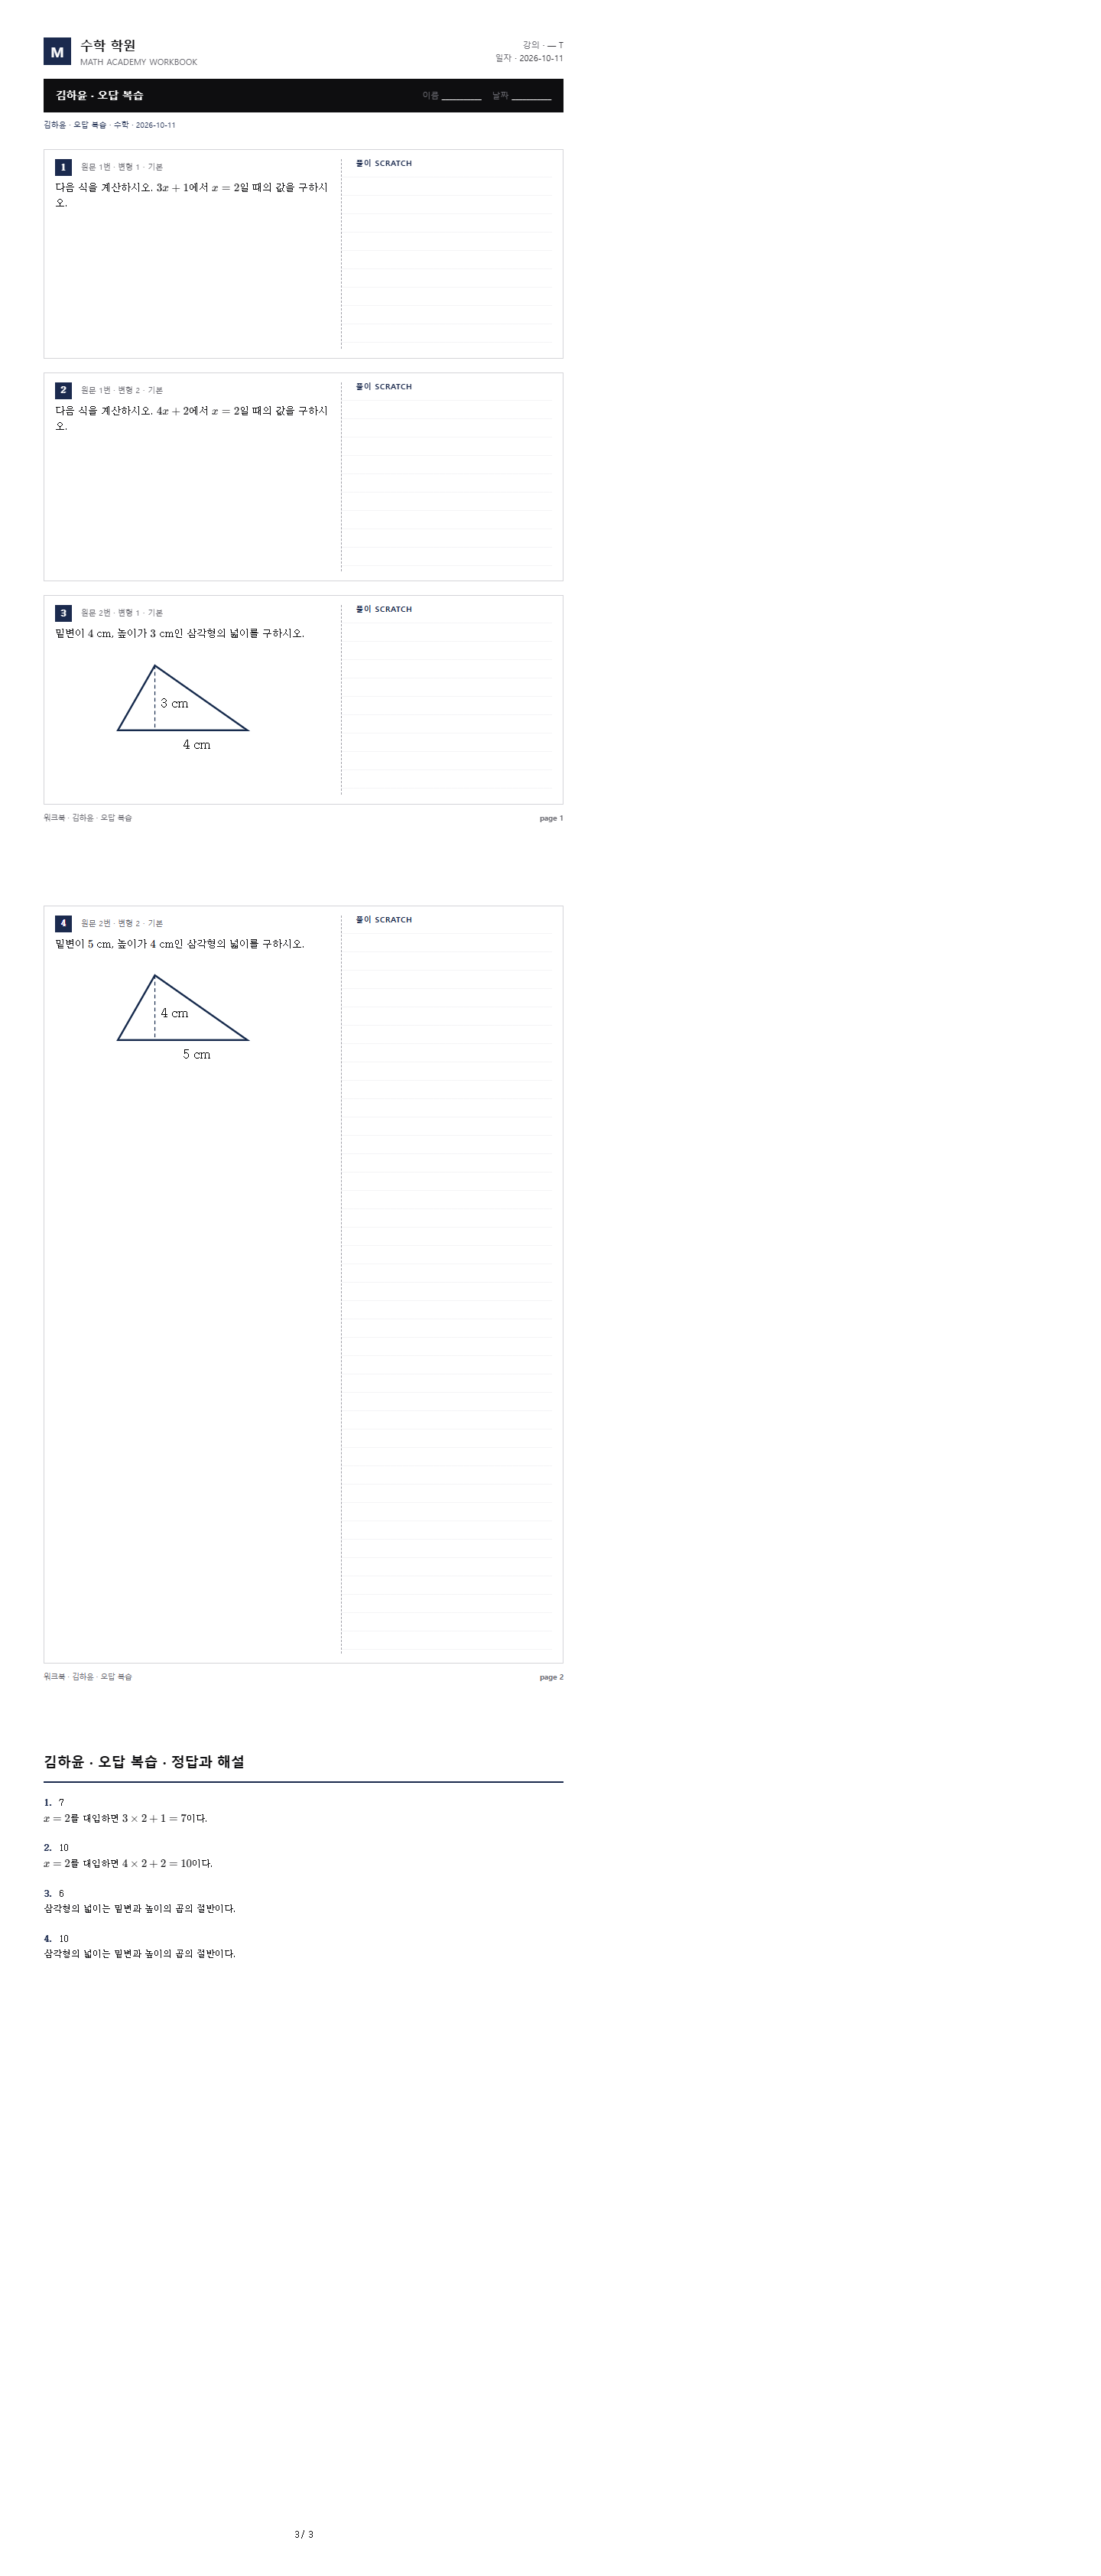 M
수학 학원
MATH ACADEMY WORKBOOK
강의 · — T
일자 · 2026-10-11
김하윤 · 오답 복습
이름 ________ 날짜 ________
김하윤 · 오답 복습 · 수학 · 2026-10-11
1 원문 1번 · 변형 1 · 기본
풀이 SCRATCH
다음 식을 계산하시오. 3x + 1에서 x = 2일 때의 값을 구하시
오.
2 원문 1번 · 변형 2 · 기본
풀이 SCRATCH
다음 식을 계산하시오. 4x + 2에서 x = 2일 때의 값을 구하시
오.
3 원문 2번 · 변형 1 · 기본
풀이 SCRATCH
밑변이 4 cm, 높이가 3 cm인 삼각형의 넓이를 구하시오.
3 cm
4 cm
워크북 · 김하윤 · 오답 복습
page 1
4 원문 2번 · 변형 2 · 기본
풀이 SCRATCH
밑변이 5 cm, 높이가 4 cm인 삼각형의 넓이를 구하시오.
4 cm
5 cm
워크북 · 김하윤 · 오답 복습
page 2
김하윤 · 오답 복습 · 정답과 해설
1. 7
x = 2를 대입하면 3 × 2 + 1 = 7이다.
2. 10
x = 2를 대입하면 4 × 2 + 2 = 10이다.
3. 6
삼각형의 넓이는 밑변과 높이의 곱의 절반이다.
4. 10
삼각형의 넓이는 밑변과 높이의 곱의 절반이다.
3 / 3